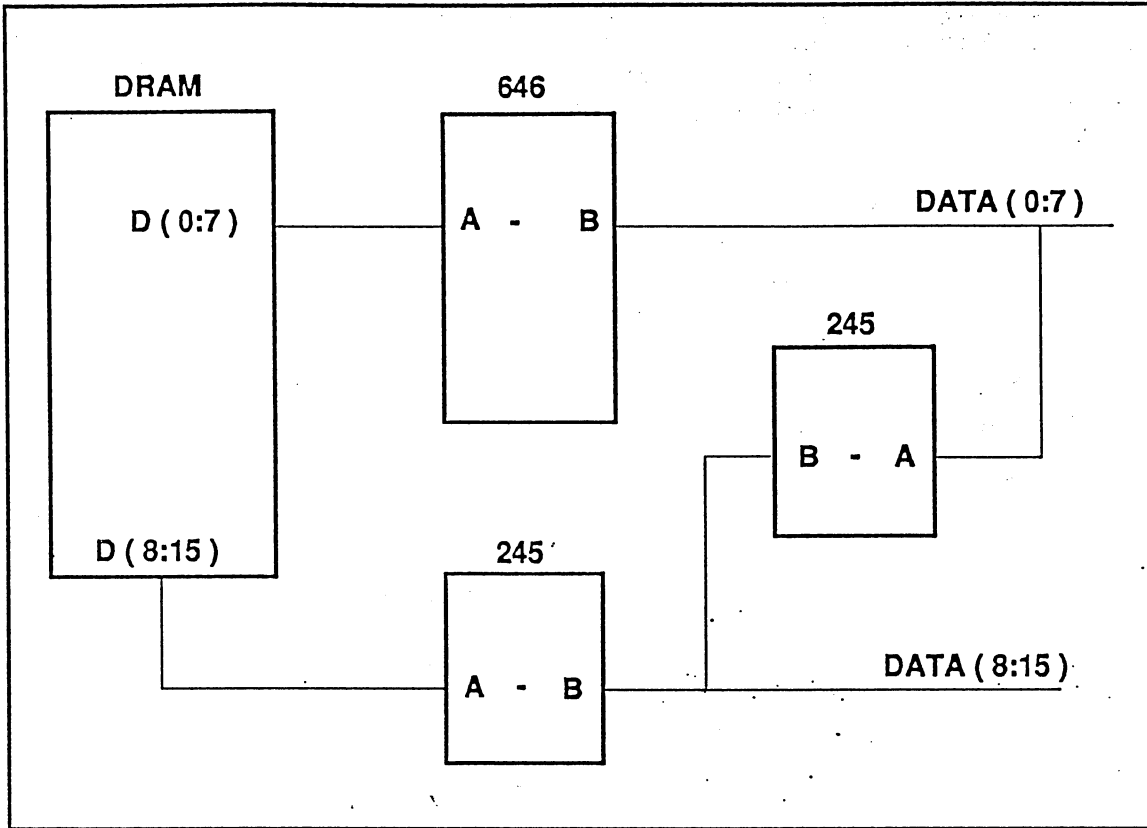 DRAM
646
D ( 0:7 )
A - B
DATA ( 0:7 )
245
B - A
D ( 8:15 )
245
A - B
DATA ( 8:15 )